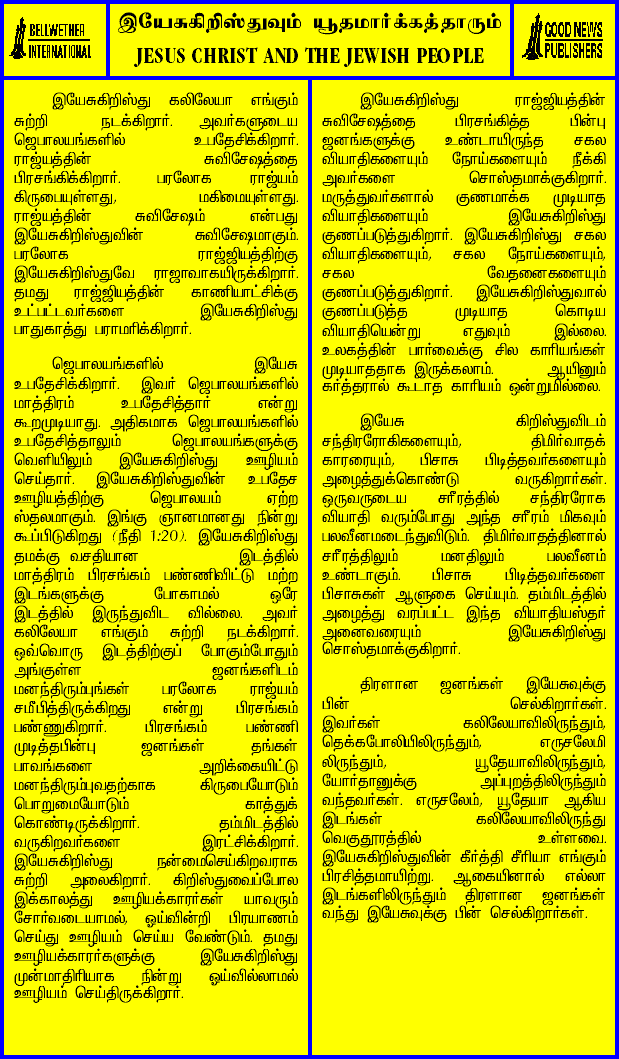 BELLWETHER
INTERNATIONAL
இயேசுகிறிஸ்துவும் யூதமார்க்கத்தாரும்
JESUS CHRIST AND THE JEWISH PEOPLE
GOOD NEWS
PUBLISHERS
இயேசுகிறிஸ்து கலிலேயா எங்கும்
சுற்றி நடக்கிறார். அவர்களுடைய
ஜெபாலயங்களில் உபதேசிக்கிறார்.
ராஜ்யத்தின் சுவிசேஷத்தை
பிரசங்கிக்கிறார். பரலோக ராஜ்யம்
கிருபையுள்ளது, மகிமையுள்ளது.
ராஜ்யத்தின் சுவிசேஷம் என்பது
இயேசுகிறிஸ்துவின் சுவிசேஷமாகும்.
பரலோக ராஜ்ஜியத்திற்கு
இயேசுகிறிஸ்துவே ராஜாவாகயிருக்கிறார்.
தமது ராஜ்ஜியத்தின் காணியாட்சிக்கு
உட்பட்டவர்களை இயேசுகிறிஸ்து
பாதுகாத்து பராமரிக்கிறார்.
ஜெபாலயங்களில் இயேசு
உபதேசிக்கிறார். இவர் ஜெபாலயங்களில்
மாத்திரம் உபதேசித்தார் என்று
கூறமுடியாது. அதிகமாக ஜெபாலயங்களில்
உபதேசித்தாலும் ஜெபாலயங்களுக்கு
வெளியிலும் இயேசுகிறிஸ்து ஊழியம்
செய்தார். இயேசுகிறிஸ்துவின் உபதேச
ஊழியத்திற்கு ஜெபாலயம் ஏற்ற
ஸ்தலமாகும். இங்கு ஞானமானது நின்று
கூப்பிடுகிறது (நீதி 1:20). இயேசுகிறிஸ்து
தமக்கு வசதியான இடத்தில்
மாத்திரம் பிரசங்கம் பண்ணிவிட்டு மற்ற
இடங்களுக்கு போகாமல் ஒரே
இடத்தில் இருந்துவிட வில்லை. அவர்
கலிலேயா எங்கும் சுற்றி நடக்கிறார்.
ஒவ்வொரு இடத்திற்குப் போகும்போதும்
அங்குள்ள ஜனங்களிடம்
மனந்திரும்புங்கள் பரலோக ராஜ்யம்
சமீபித்திருக்கிறது என்று பிரசங்கம்
பண்ணுகிறார். பிரசங்கம் பண்ணி
முடித்தபின்பு ஜனங்கள் தங்கள்
பாவங்களை அறிக்கையிட்டு
மனந்திரும்புவதற்காக கிருபையோடும்
பொறுமையோடும் காத்துக்
கொண்டிருக்கிறார். தம்மிடத்தில்
வருகிறவர்களை இரட்சிக்கிறார்.
இயேசுகிறிஸ்து நன்மைசெய்கிறவராக
சுற்றி அலைகிறார். கிறிஸ்துவைப்போல
இக்காலத்து ஊழியக்காரர்கள் யாவரும்
சோர்வடையாமல், ஓய்வின்றி பிரயாணம்
செய்து ஊழியம் செய்ய வேண்டும். தமது
ஊழியக்காரர்களுக்கு இயேசுகிறிஸ்து
முன்மாதிரியாக நின்று ஓய்வில்லாமல்
ஊழியம் செய்திருக்கிறார்.
இயேசுகிறிஸ்து ராஜ்ஜியத்தின்
சுவிசேஷத்தை பிரசங்கித்த பின்பு
ஜனங்களுக்கு உண்டாயிருந்த சகல
வியாதிகளையும் நோய்களையும் நீக்கி
அவர்களை சொஸ்தமாக்குகிறார்.
மருத்துவர்களால் குணமாக்க முடியாத
வியாதிகளையும் இயேசுகிறிஸ்து
குணப்படுத்துகிறார். இயேசுகிறிஸ்து சகல
வியாதிகளையும், சகல நோய்களையும்,
சகல வேதனைகளையும்
குணப்படுத்துகிறார். இயேசுகிறிஸ்துவால்
குணப்படுத்த முடியாத கொடிய
வியாதியென்று எதுவும் இல்லை.
உலகத்தின் பார்வைக்கு சில காரியங்கள்
முடியாததாக இருக்கலாம். ஆயினும்
கர்த்தரால் கூடாத காரியம் ஒன்றுமில்லை.
இயேசு கிறிஸ்துவிடம்
சந்திரரோகிகளையும், திமிர்வாதக்
காரரையும், பிசாசு பிடித்தவர்களையும்
அழைத்துக்கொண்டு வருகிறார்கள்.
ஒருவருடைய சரீரத்தில் சந்திரரோக
வியாதி வரும்போது அந்த சரீரம் மிகவும்
பலவீனமடைந்துவிடும். திமிர்வாதத்தினால்
சரீரத்திலும் மனதிலும் பலவீனம்
உண்டாகும். பிசாசு பிடித்தவர்களை
பிசாசுகள் ஆளுகை செய்யும். தம்மிடத்தில்
அழைத்து வரப்பட்ட இந்த வியாதியஸ்தர்
அனைவரையும் இயேசுகிறிஸ்து
சொஸ்தமாக்குகிறார்.
திரளான ஜனங்கள் இயேசுவுக்கு
பின் செல்கிறார்கள்.
இவர்கள் கலிலேயாவிலிருந்தும்,
தெக்கபோலியிலிருந்தும், எருசலேமி
லிருந்தும், யூதேயாவிலிருந்தும்,
யோர்தானுக்கு அப்புறத்திலிருந்தும்
வந்தவர்கள். எருசலேம், யூதேயா ஆகிய
இடங்கள் கலிலேயாவிலிருந்து
வெகுதூரத்தில் உள்ளவை.
இயேசுகிறிஸ்துவின் கீர்த்தி சீரியா எங்கும்
பிரசித்தமாயிற்று. ஆகையினால் எல்லா
இடங்களிலிருந்தும் திரளான ஜனங்கள்
வந்து இயேசுவுக்கு பின் செல்கிறார்கள்.